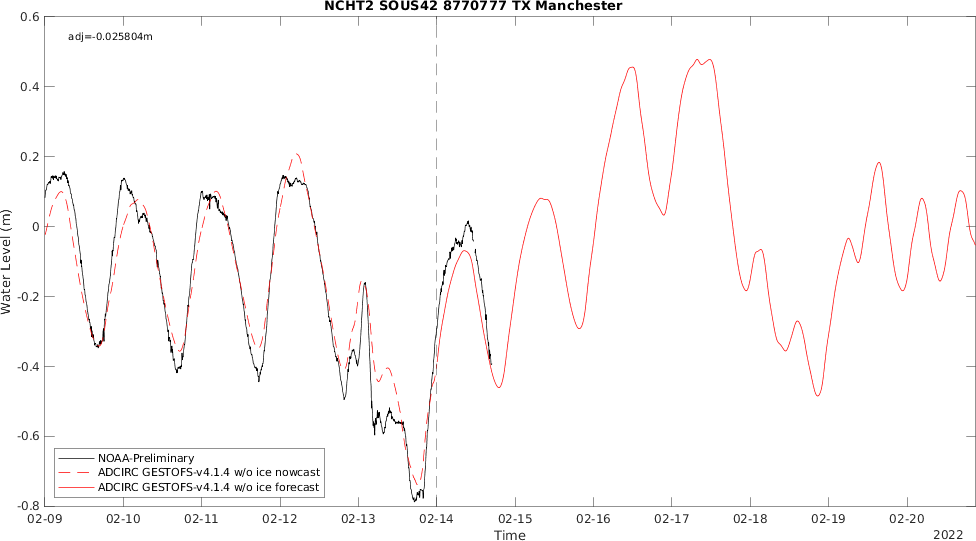 NCHT2 SOUS42 8770777 TX Manchester
adj=-0.025804m
0.6
0.4
0.2
0
-0.2
-0.4
-0.6
-0.8
Water Level (m)
NOAA-Preliminary
ADCIRC GESTOFS-v4.1.4 w/o ice nowcast
ADCIRC GESTOFS-v4.1.4 w/o ice forecast
02-09 02-10 02-11 02-12 02-13 02-14 02-15 02-16 02-17 02-18 02-19 02-20
Time
2022